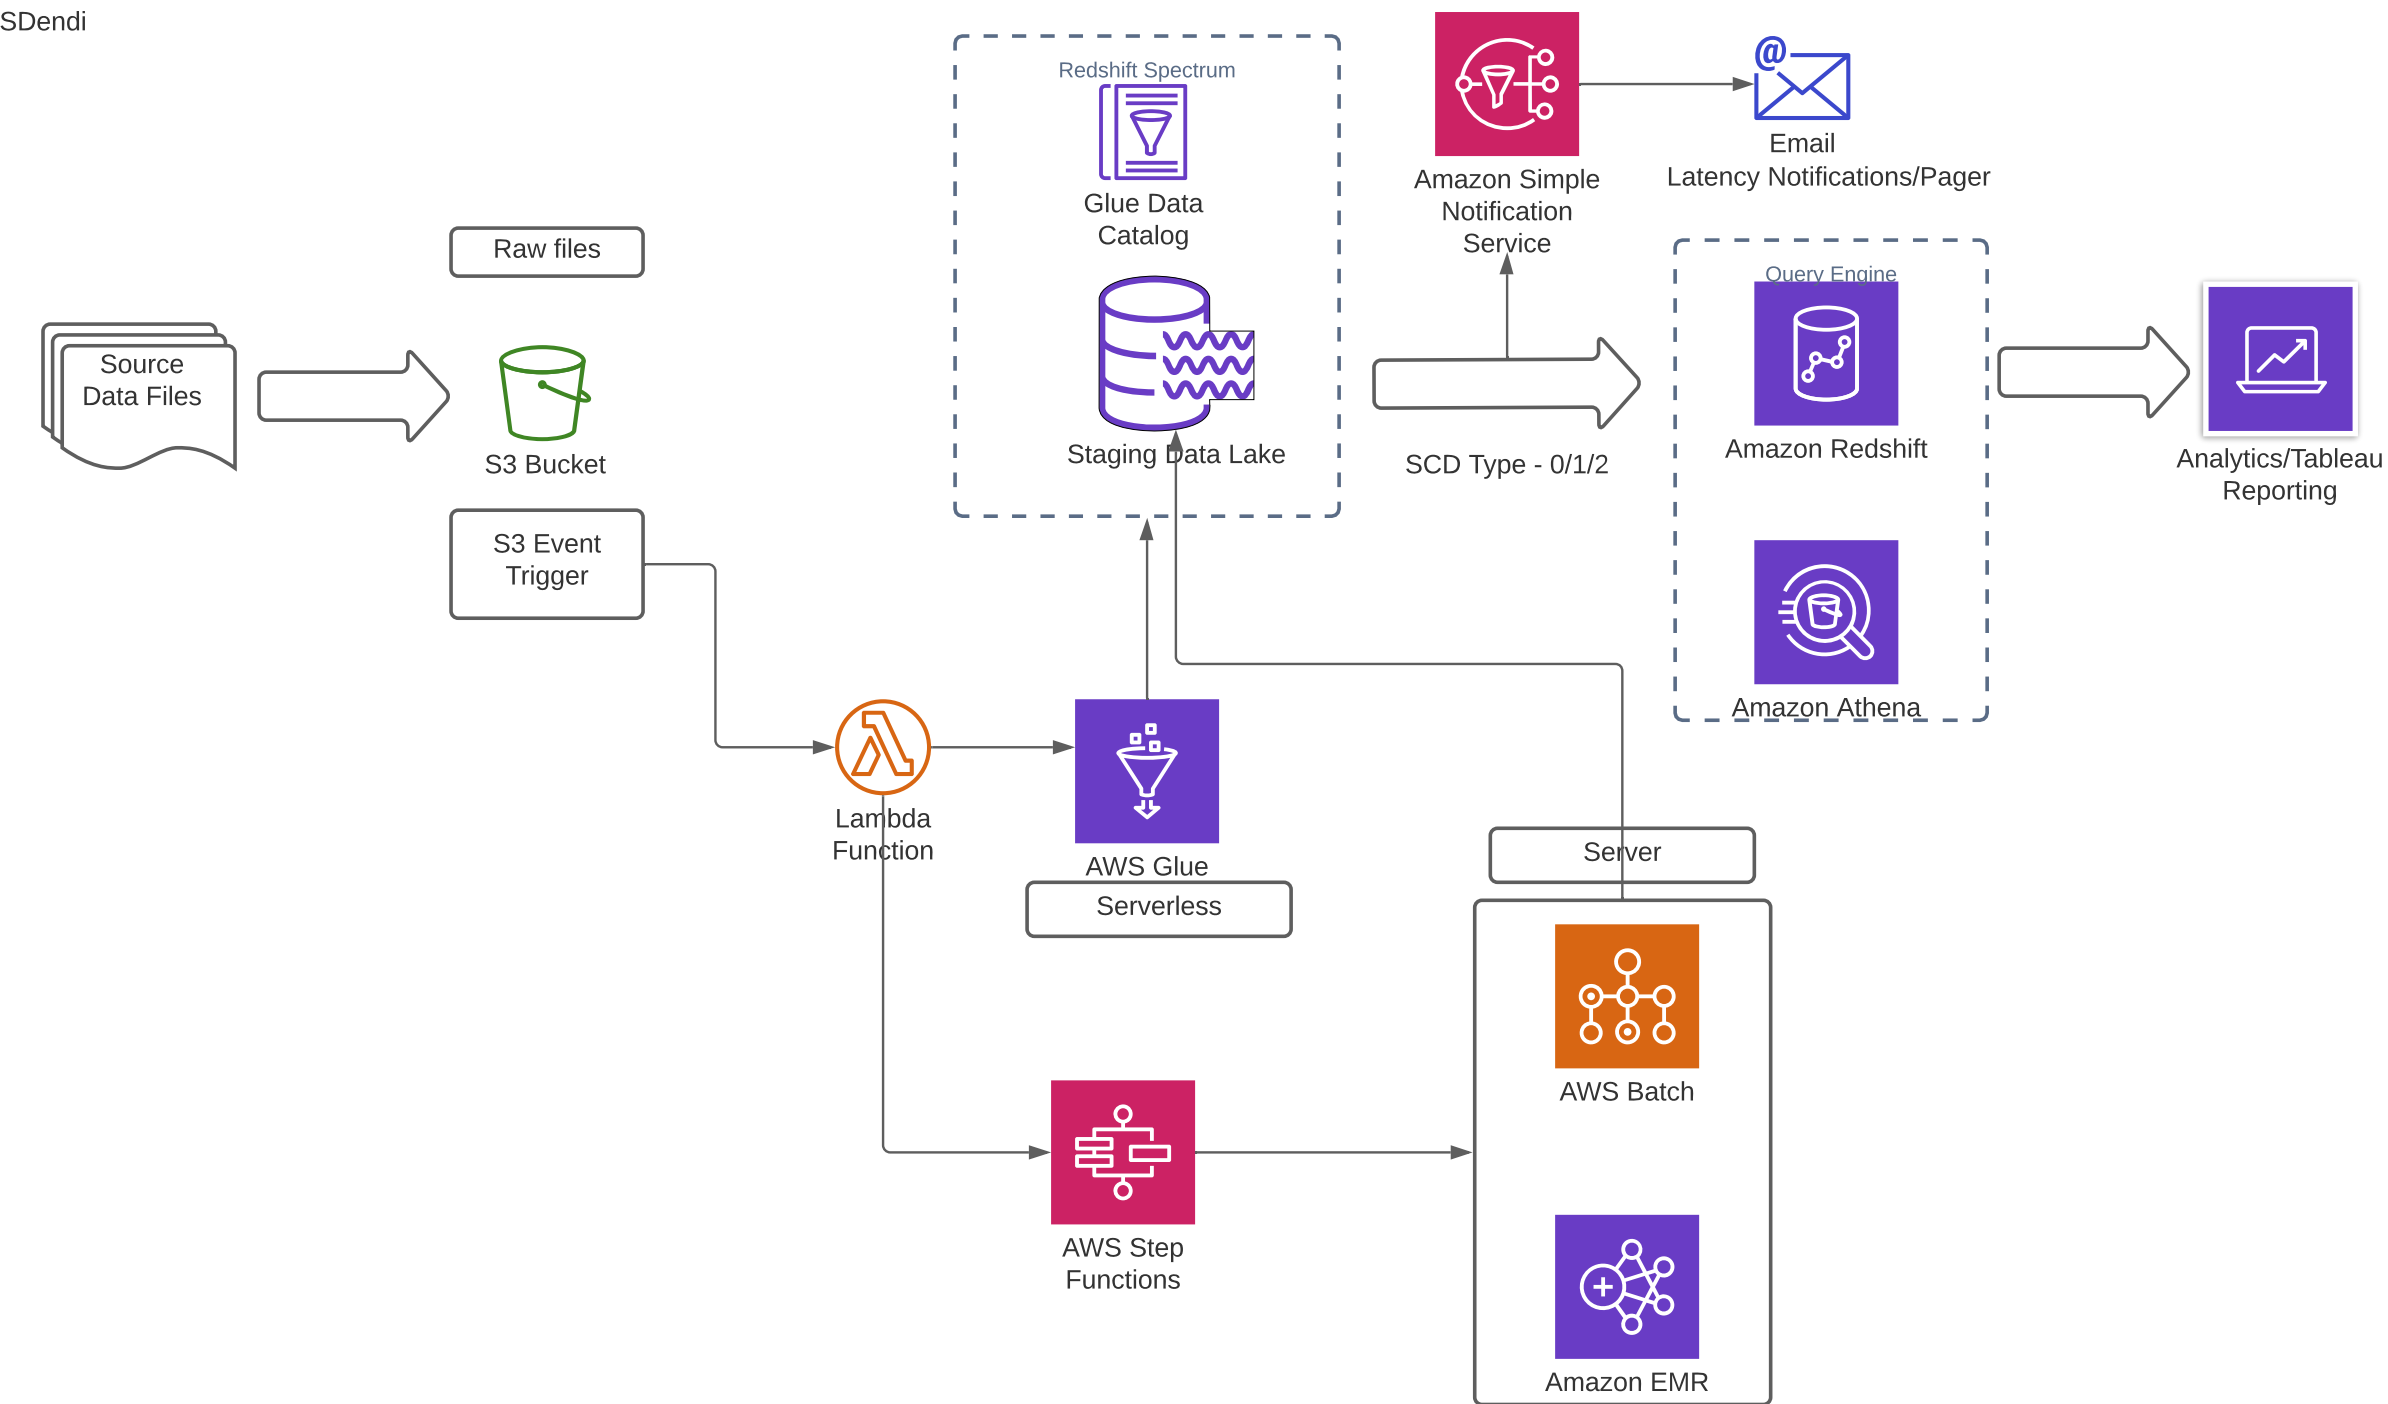 SDendi
Redshift Spectrum
Glue Data
Catalog
Staging Data Lake
Amazon Simple
Notification
Service
Email
Latency Notifications/Pager
Raw files
Source
Data Files
S3 Bucket
S3 Event
Trigger
SCD Type - 0/1/2
Query Engine
Amazon Redshift
Amazon Athena
Analytics/Tableau
Reporting
Lambda
Function
AWS Glue
Serverless
Server
AWS Batch
AWS Step
Functions
Amazon EMR